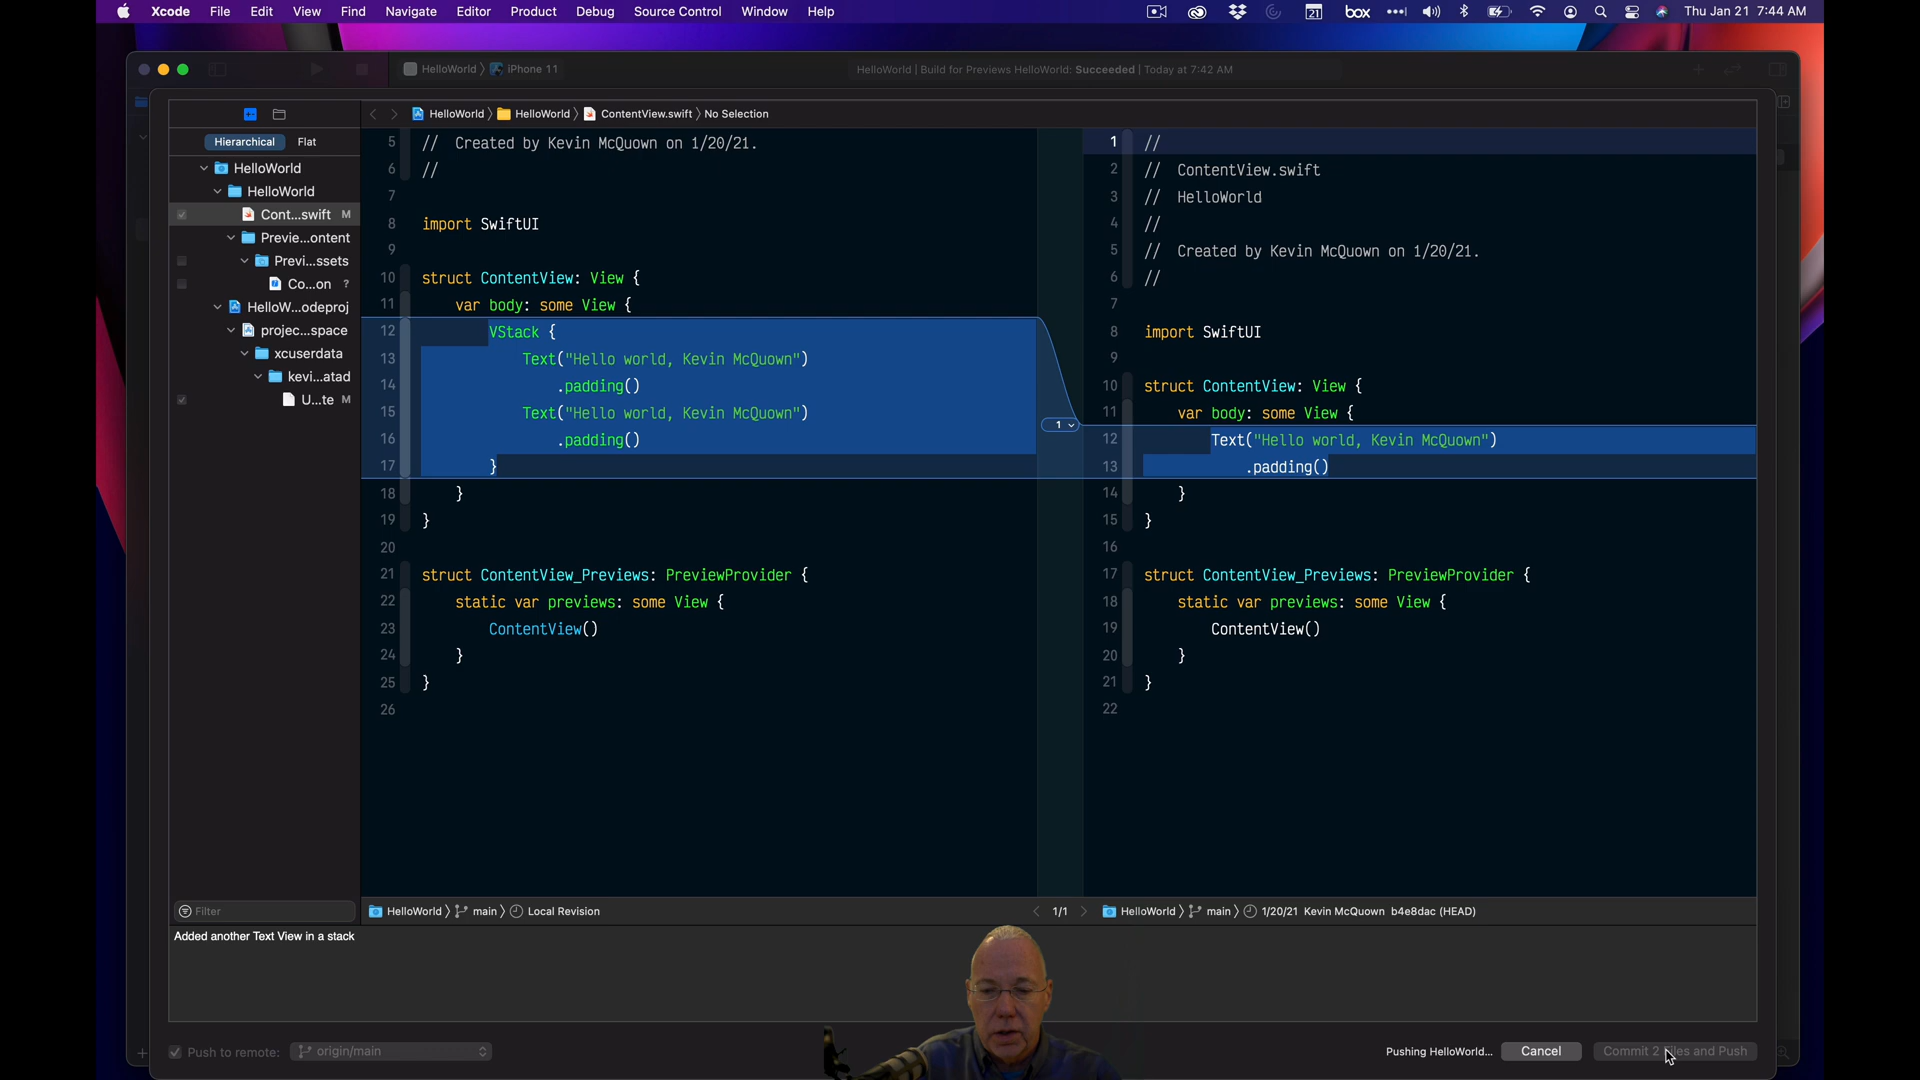 Xcode File Edit View Find Navigate Editor Product Debug Source Control Window Help
21 box Thu Jan 21 7:44 AM
HelloWorld 〉 iPhone 11
HelloWorld | Build for Previews HelloWorld: Succeeded | Today at 7:42 AM
HelloWorld 〉 HelloWorld 〉 ContentView.swift 〉 No Selection
Hierarchical Flat
HelloWorld
HelloWorld
Cont...swift M
Previe...ontent
Previ...ssets
Co...on ?
HelloW...odeproj
projec...space
xcuserdata
kevi...atad
U...te M
Filter
5 // Created by Kevin McQuown on 1/20/21.
6 //
7
8 import SwiftUI
9
10 struct ContentView: View {
11 var body: some View {
12 VStack {
13 Text("Hello world, Kevin McQuown")
14 .padding()
15 Text("Hello world, Kevin McQuown")
16 .padding()
17 }
18 }
19 }
20
21 struct ContentView_Previews: PreviewProvider {
22 static var previews: some View {
23 ContentView()
24 }
25 }
26
1
1 //
2 // ContentView.swift
3 // HelloWorld
4 //
5 // Created by Kevin McQuown on 1/20/21.
6 //
7
8 import SwiftUI
9
10 struct ContentView: View {
11 var body: some View {
12 Text("Hello world, Kevin McQuown")
13 .padding()
14 }
15 }
16
17 struct ContentView_Previews: PreviewProvider {
18 static var previews: some View {
19 ContentView()
20 }
21 }
22
HelloWorld 〉 main 〉 Local Revision
1/1
HelloWorld 〉 main 〉 1/20/21 Kevin McQuown b4e8dac (HEAD)
Added another Text View in a stack
Push to remote: origin/main
Pushing HelloWorld... Cancel Commit 2 Files and Push